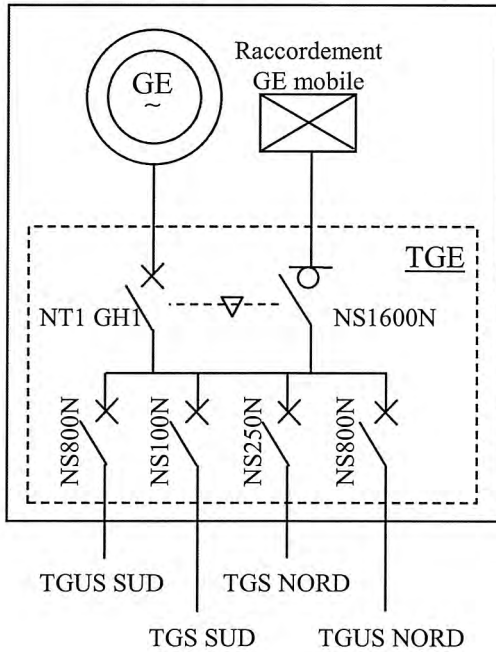 GE
~
Raccordement
GE mobile
TGE
NT1 GH1
NS1600N
NS800N
NS100N
NS250N
NS800N
TGUS SUD
TGS NORD
TGS SUD
TGUS NORD